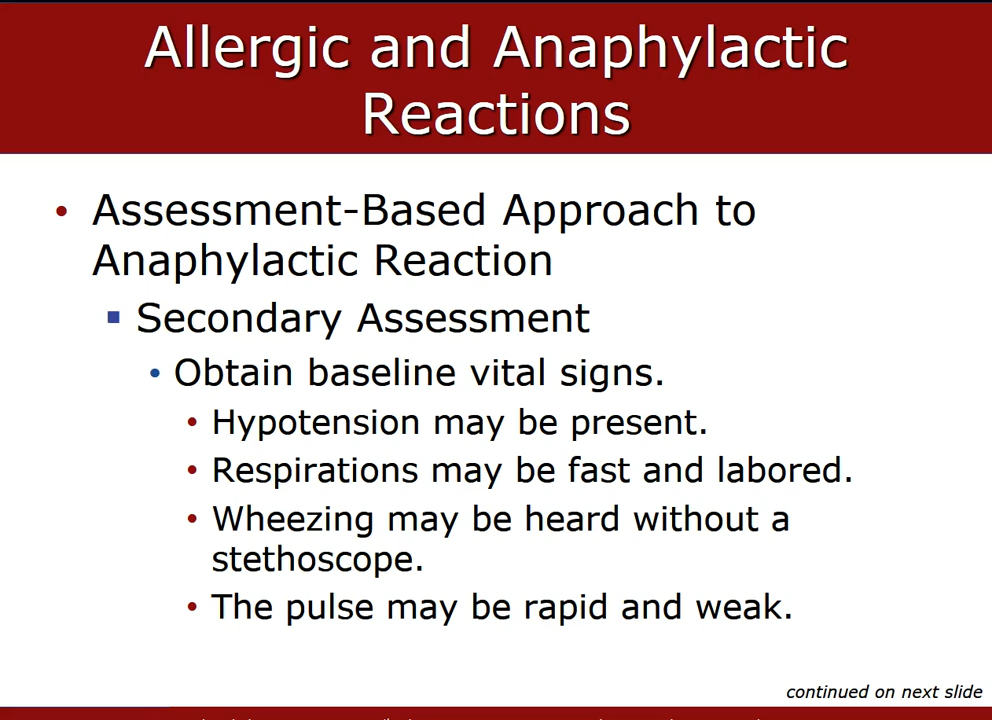 Allergic and Anaphylactic
Reactions
• Assessment-Based Approach to
Anaphylactic Reaction
▪ Secondary Assessment
• Obtain baseline vital signs.
• Hypotension may be present.
• Respirations may be fast and labored.
• Wheezing may be heard without a
stethoscope.
• The pulse may be rapid and weak.
continued on next slide